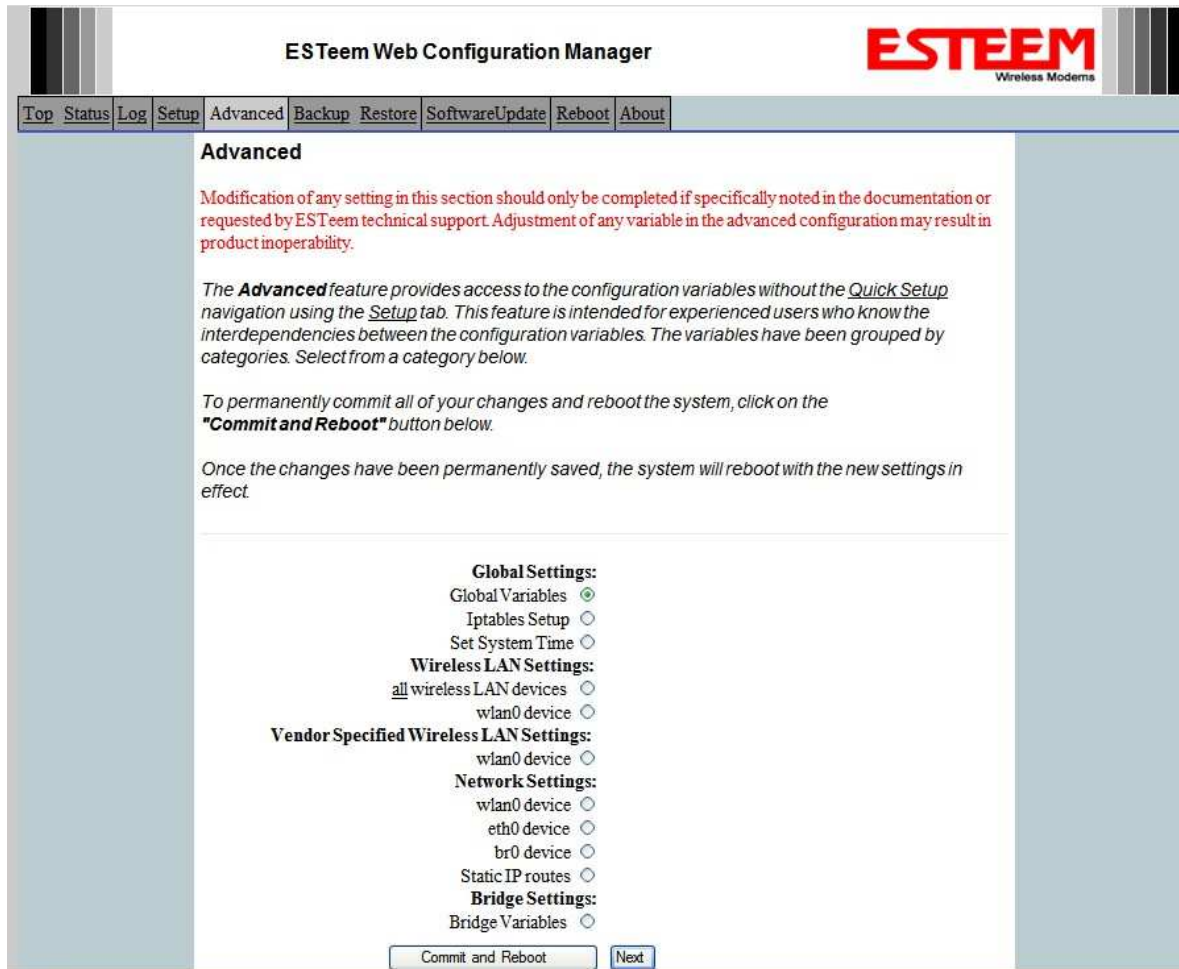 ESTeem Web Configuration Manager
ESTEEM
Wireless Modems
Top Status Log Setup Advanced Backup Restore SoftwareUpdate Reboot About
Advanced
Modification of any setting in this section should only be completed if specifically noted in the documentation or
requested by ESTeem technical support. Adjustment of any variable in the advanced configuration may result in
product inoperability.
The Advanced feature provides access to the configuration variables without the Quick Setup
navigation using the Setup tab. This feature is intended for experienced users who know the
interdependencies between the configuration variables. The variables have been grouped by
categories. Select from a category below.
To permanently commit all of your changes and reboot the system, click on the
"Commit and Reboot" button below.
Once the changes have been permanently saved, the system will reboot with the new settings in
effect.
Global Settings:
Global Variables
Iptables Setup
Set System Time
Wireless LAN Settings:
all wireless LAN devices
wlan0 device
Vendor Specified Wireless LAN Settings:
wlan0 device
Network Settings:
wlan0 device
eth0 device
br0 device
Static IP routes
Bridge Settings:
Bridge Variables
Commit and Reboot Next